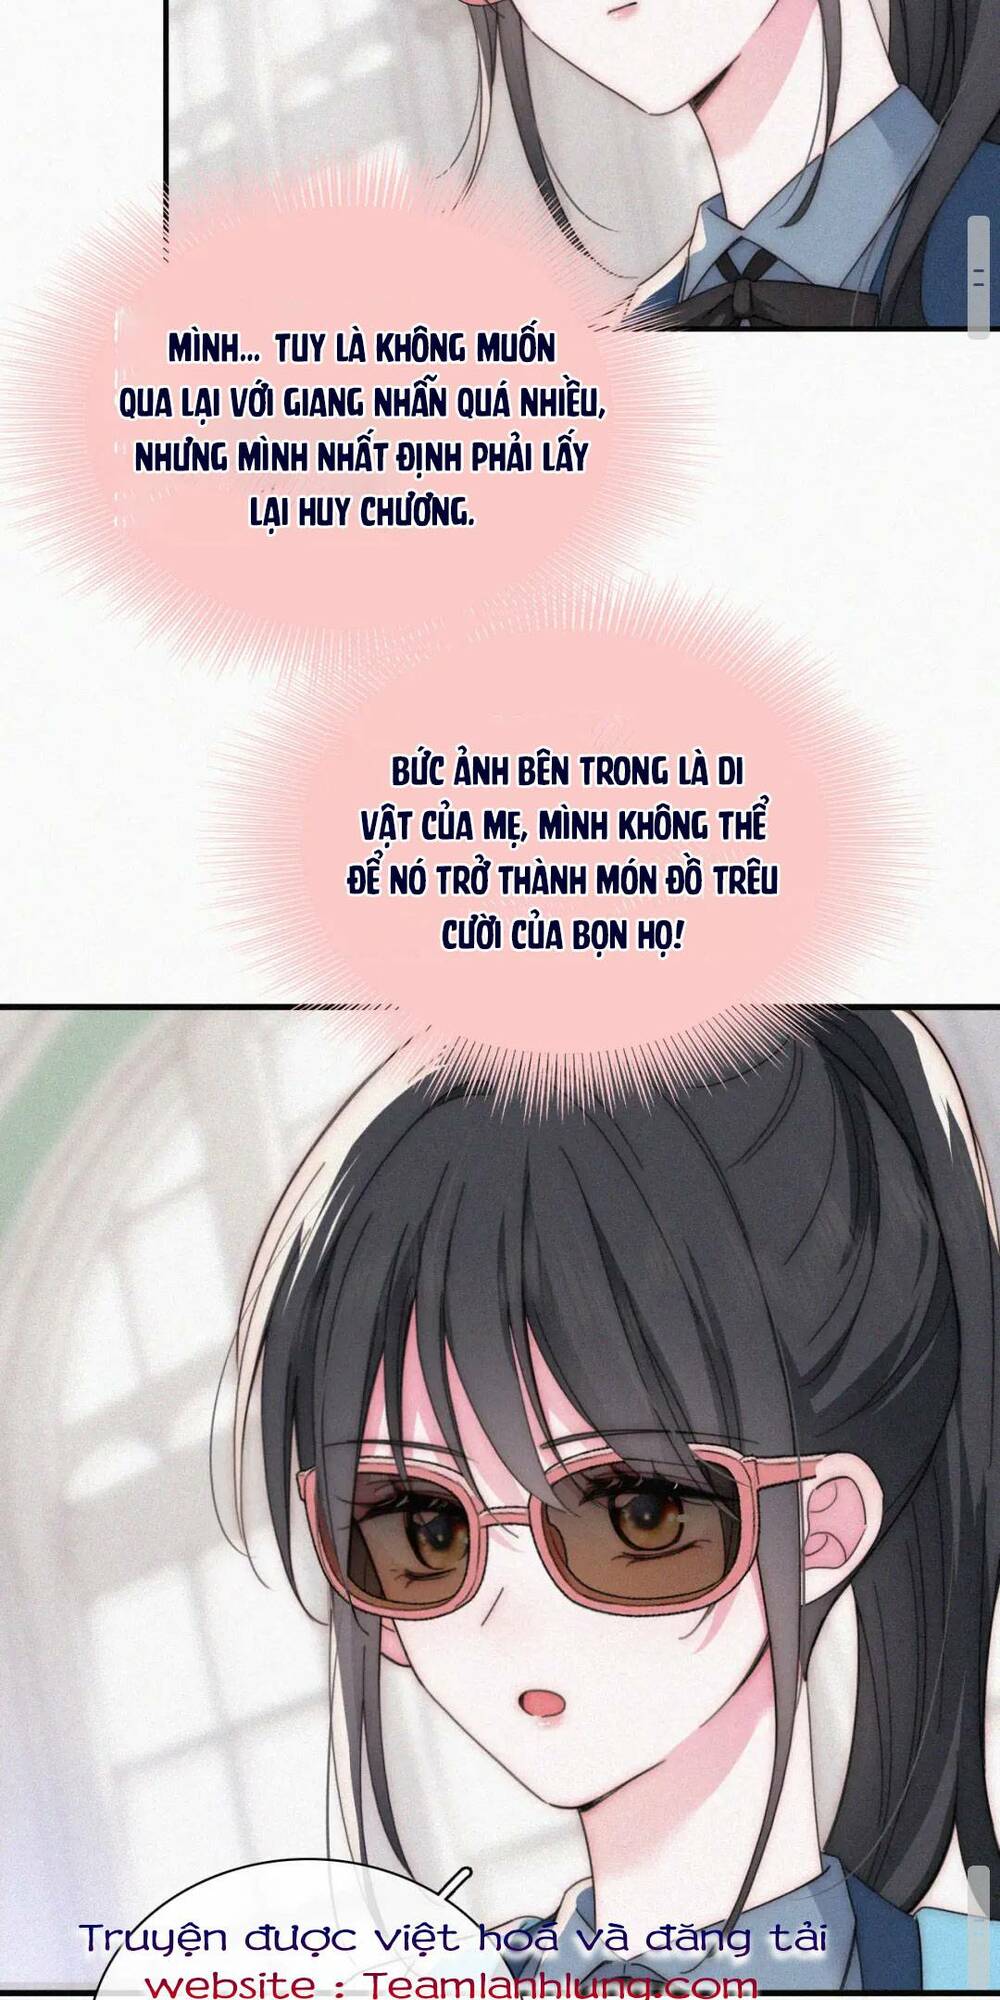 MÌNH... TUY LÀ KHÔNG MUỐN
QUA LẠI VỚI GIANG NHẪN QUÁ NHIỀU,
NHƯNG MÌNH NHẤT ĐỊNH PHẢI LẤY
LẠI HUY CHƯƠNG.
BỨC ẢNH BÊN TRONG LÀ DI
VẬT CỦA MẸ, MÌNH KHÔNG THỂ
ĐỂ NÓ TRỞ THÀNH MÓN ĐỒ TRÊU
CƯỜI CỦA BỌN HỌ!
Truyện được việt hoá và đăng tải
website : Teamlanhlung.com